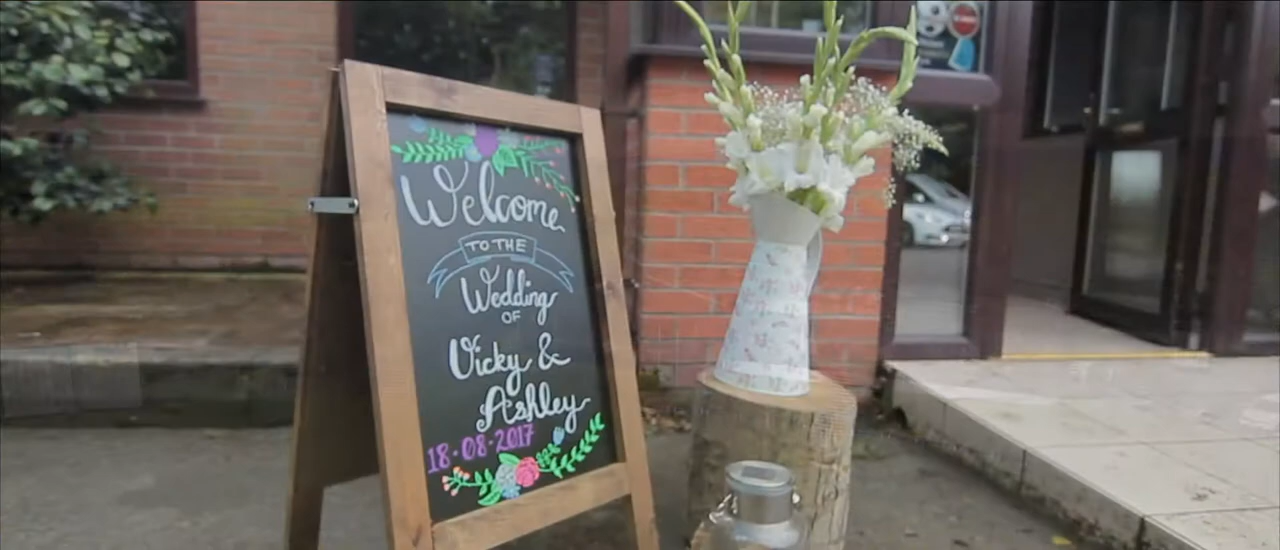 Welcome
TO THE
Wedding
OF
Vicky &
Ashley
18·08·2017